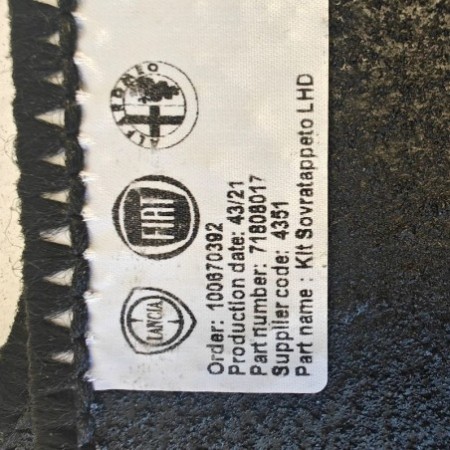 LANCIA
FIAT
ALFA ROMEO
Order: 100670392
Production date: 43/21
Part number: 71808017
Supplier code: 4351
Part name : Kit Sovratappeto LHD